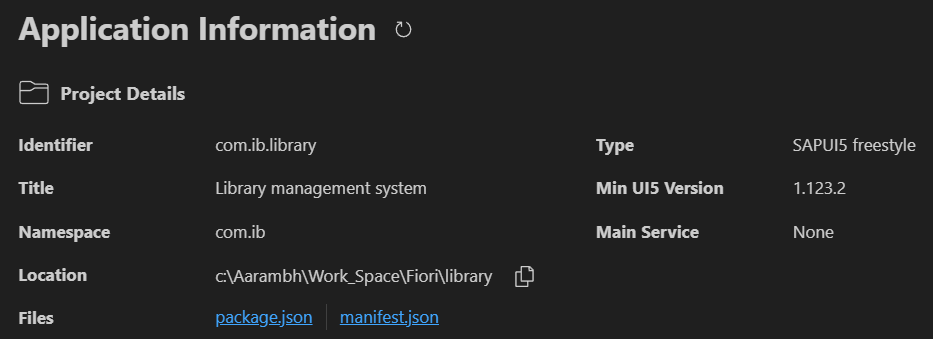 Application Information
Project Details
Identifier com.ib.library Type SAPUI5 freestyle
Title Library management system Min UI5 Version 1.123.2
Namespace com.ib Main Service None
Location c:\Aarambh\Work_Space\Fiori\library
Files package.json manifest.json